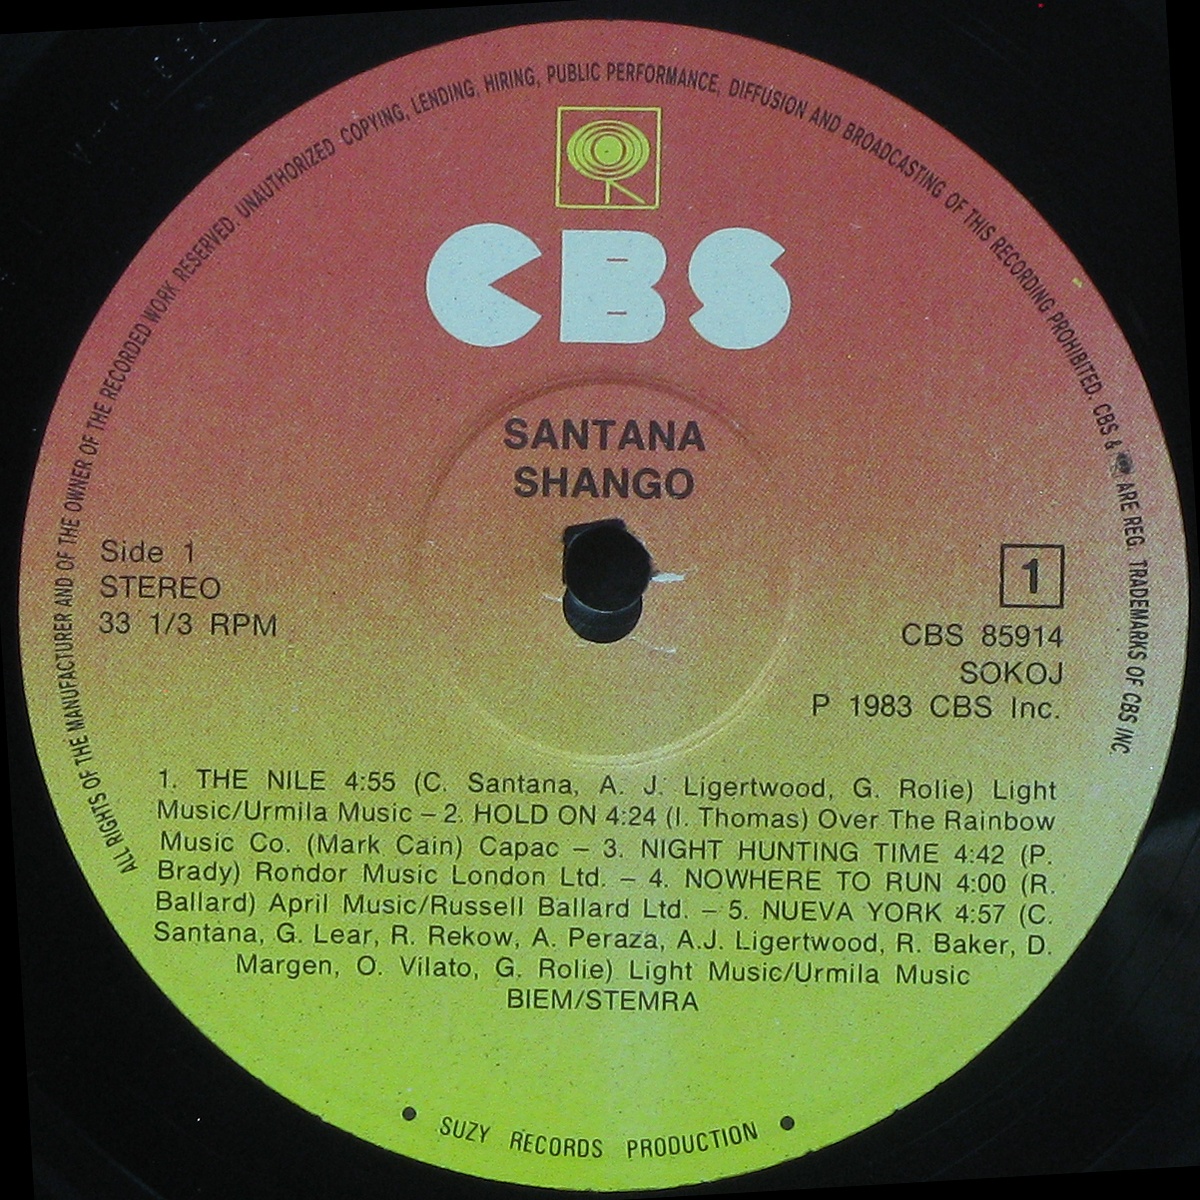 ALL RIGHTS OF THE MANUFACTURER AND OF THE OWNER OF THE RECORDED WORK RESERVED. UNAUTHORIZED COPYING, LENDING, HIRING, PUBLIC PERFORMANCE, DIFFUSION AND BROADCASTING OF THIS RECORDING PROHIBITED. CBS & ARE REG. TRADEMARKS OF CBS INC.
CBS
SANTANA
SHANGO
Side 1
STEREO
33 1/3 RPM
1
CBS 85914
SOKOJ
P 1983 CBS Inc.
1. THE NILE 4:55 (C. Santana, A. J. Ligertwood, G. Rolie) Light
Music/Urmila Music – 2. HOLD ON 4:24 (I. Thomas) Over The Rainbow
Music Co. (Mark Cain) Capac – 3. NIGHT HUNTING TIME 4:42 (P.
Brady) Rondor Music London Ltd. – 4. NOWHERE TO RUN 4:00 (R.
Ballard) April Music/Russell Ballard Ltd. – 5. NUEVA YORK 4:57 (C.
Santana, G. Lear, R. Rekow, A. Peraza, A.J. Ligertwood, R. Baker, D.
Margen, O. Vilato, G. Rolie) Light Music/Urmila Music
BIEM/STEMRA
• SUZY RECORDS PRODUCTION •